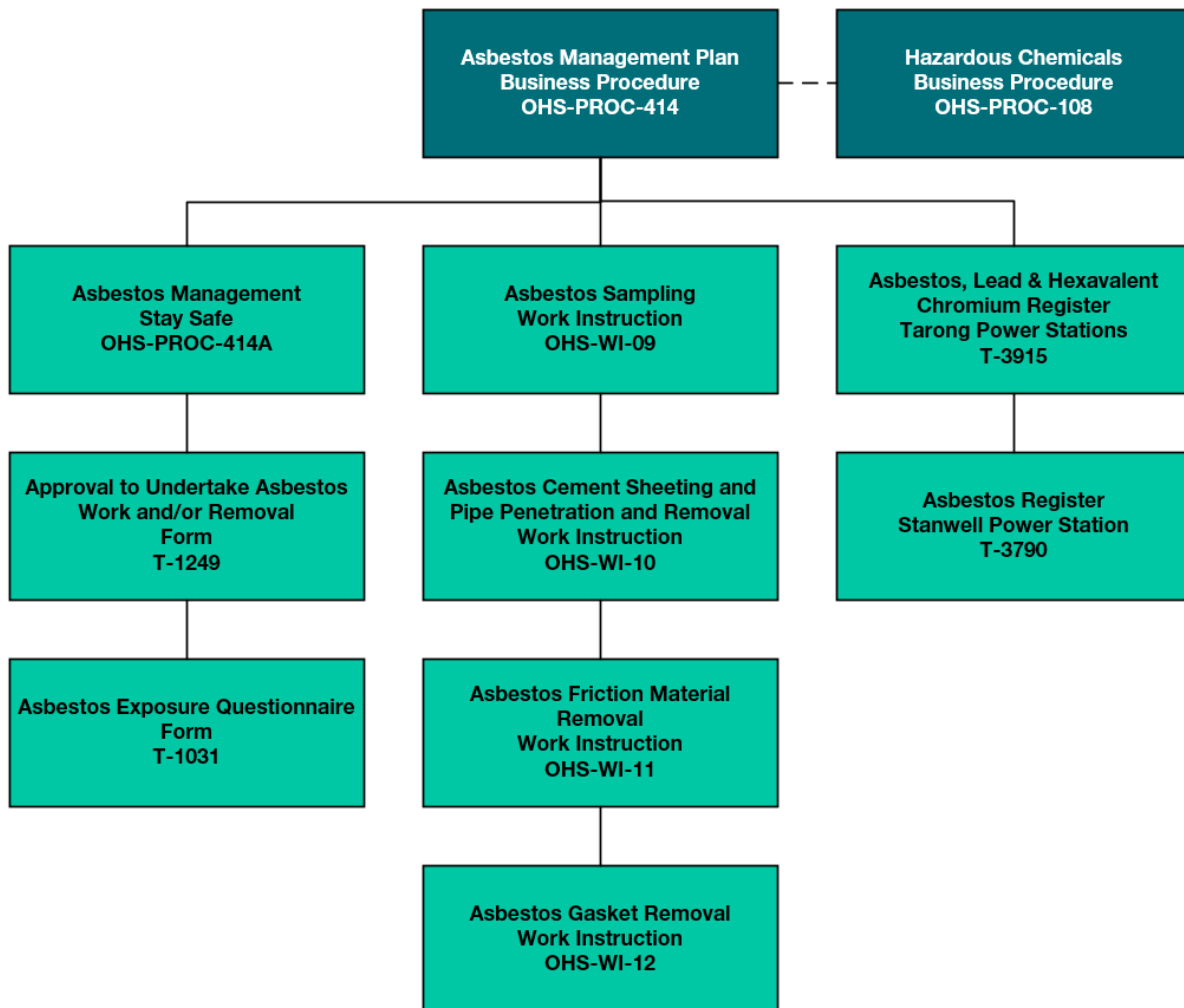 Asbestos Management Plan
Business Procedure
OHS-PROC-414
Hazardous Chemicals
Business Procedure
OHS-PROC-108
Asbestos Management
Stay Safe
OHS-PROC-414A
Asbestos Sampling
Work Instruction
OHS-WI-09
Asbestos, Lead & Hexavalent
Chromium Register
Tarong Power Stations
T-3915
Approval to Undertake Asbestos
Work and/or Removal
Form
T-1249
Asbestos Cement Sheeting and
Pipe Penetration and Removal
Work Instruction
OHS-WI-10
Asbestos Register
Stanwell Power Station
T-3790
Asbestos Exposure Questionnaire
Form
T-1031
Asbestos Friction Material
Removal
Work Instruction
OHS-WI-11
Asbestos Gasket Removal
Work Instruction
OHS-WI-12